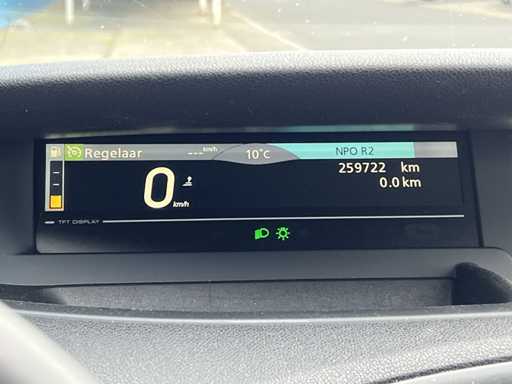 Regelaar --- km/h 10°C NPO R2
0 km/h
259722 km
0.0 km
TFT DISPLAY